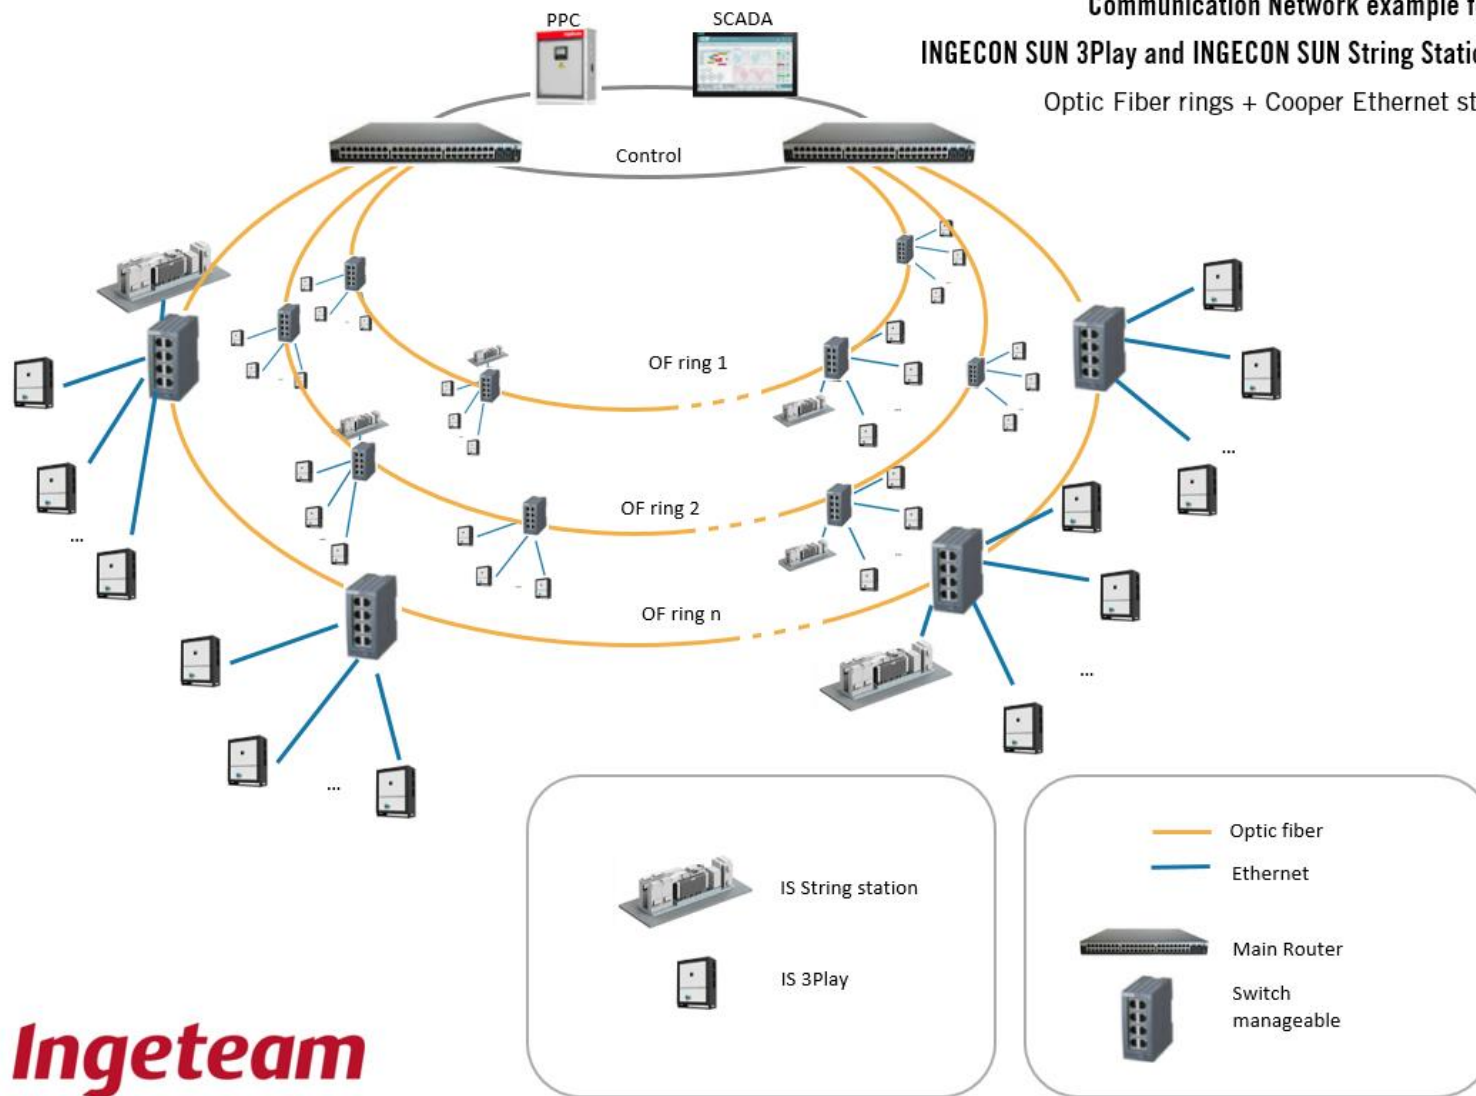 PPC
SCADA
Communication Network example
INGECON SUN 3Play and INGECON SUN String
Optic Fiber rings + Cooper Ethernet
Control
OF ring 1
OF ring 2
OF ring n
...
...
...
...
IS String station
IS 3Play
Optic fiber
Ethernet
Main Router
Switch
manageable
Ingeteam